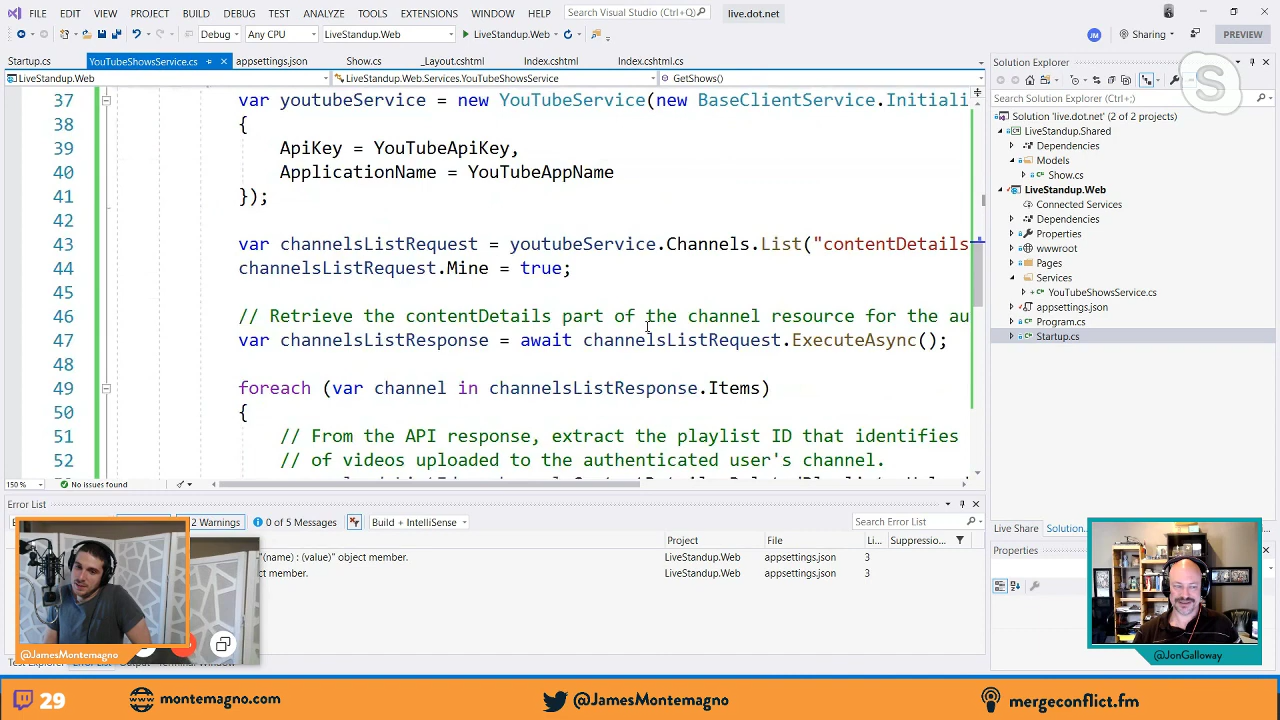 FILE EDIT VIEW PROJECT BUILD DEBUG TEST ANALYZE TOOLS EXTENSIONS WINDOW HELP Search Visual Studio (Ctrl+Q) live.dot.net
Debug Any CPU LiveStandup.Web LiveStandup.Web JM Sharing PREVIEW
Startup.cs YouTubeShowsService.cs appsettings.json Show.cs _Layout.cshtml Index.cshtml Index.cshtml.cs
LiveStandup.Web LiveStandup.Web.Services.YouTubeShowsService GetShows()
37 var youtubeService = new YouTubeService(new BaseClientService.Initiali
38 {
39 ApiKey = YouTubeApiKey,
40 ApplicationName = YouTubeAppName
41 });
42
43 var channelsListRequest = youtubeService.Channels.List("contentDetails
44 channelsListRequest.Mine = true;
45
46 // Retrieve the contentDetails part of the channel resource for the au
47 var channelsListResponse = await channelsListRequest.ExecuteAsync();
48
49 foreach (var channel in channelsListResponse.Items)
50 {
51 // From the API response, extract the playlist ID that identifies
52 // of videos uploaded to the authenticated user's channel.
150 % No issues found
Error List
2 Warnings 0 of 5 Messages Build + IntelliSense Search Error List
Project File Li... Suppressio...
"(name) : (value)" object member. LiveStandup.Web appsettings.json 3
ct member. LiveStandup.Web appsettings.json 3
Solution Explorer
Search Solution Explorer (Ctrl+;)
Solution 'live.dot.net' (2 of 2 projects)
LiveStandup.Shared
Dependencies
Models
Show.cs
LiveStandup.Web
Connected Services
Dependencies
Properties
wwwroot
Pages
Services
YouTubeShowsService.cs
appsettings.json
Program.cs
Startup.cs
Live Share Solution...
Properties
@JamesMontemagno
@JonGalloway
29 montemagno.com @JamesMontemagno mergeconflict.fm